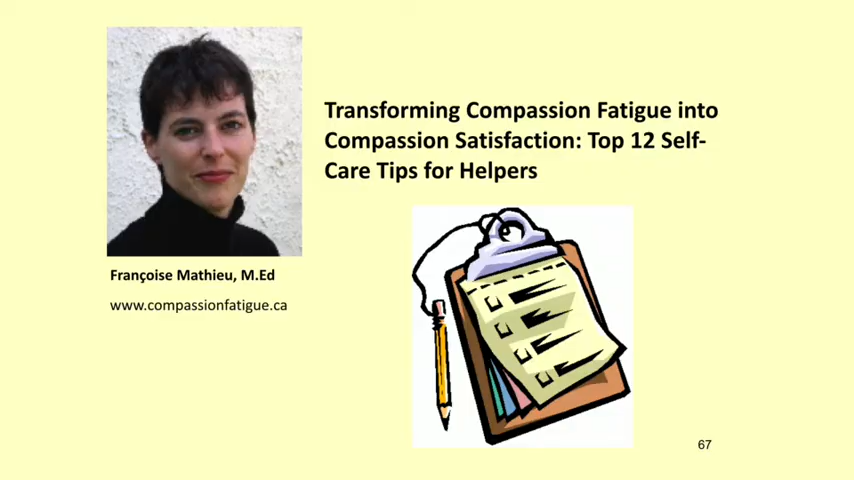 Transforming Compassion Fatigue into
Compassion Satisfaction: Top 12 Self-
Care Tips for Helpers
Françoise Mathieu, M.Ed
www.compassionfatigue.ca
67